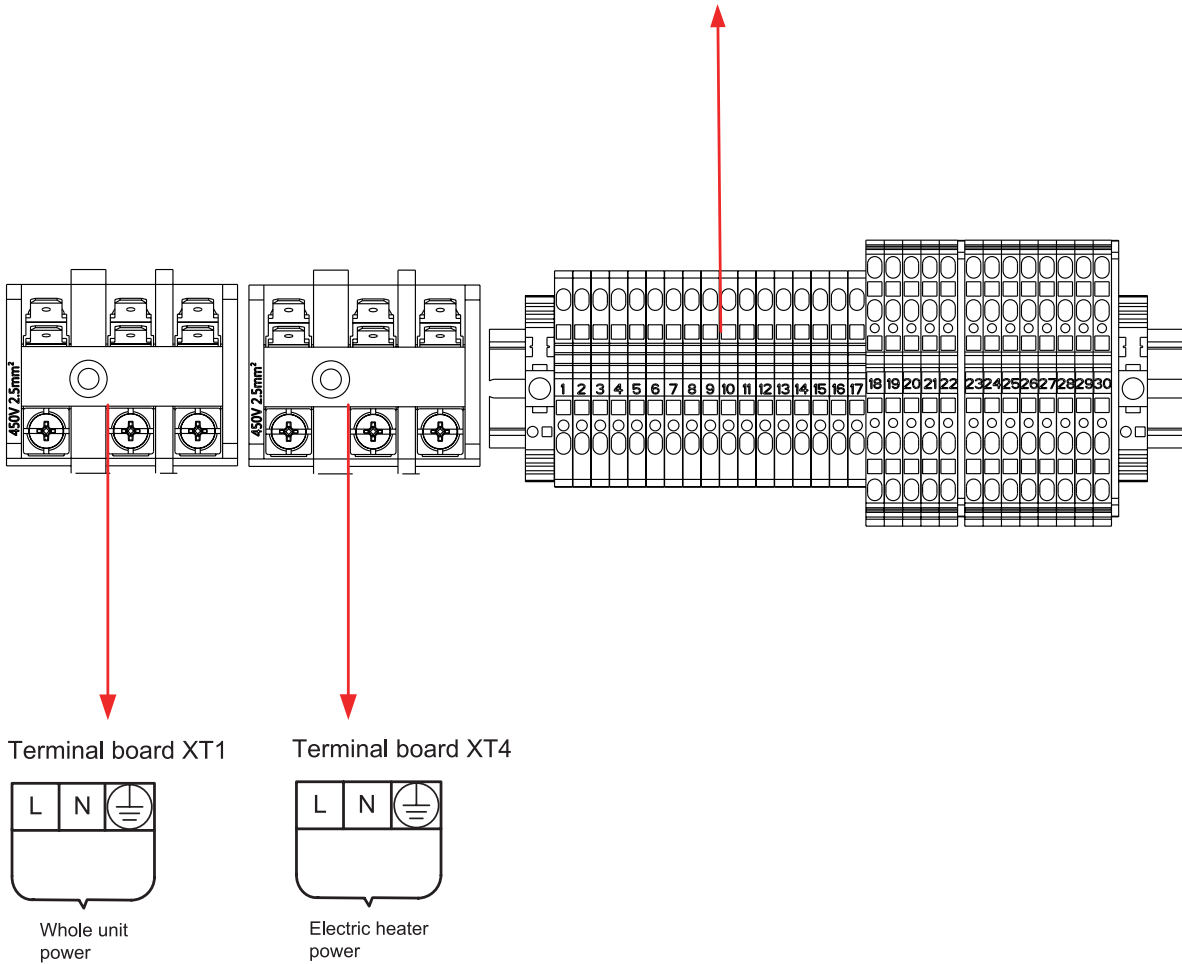 450V 2.5mm²
450V 2.5mm²
1 2 3 4 5 6 7 8 9 10 11 12 13 14 15 16 17 18 19 20 21 22 23 24 25 26 27 28 29 30
Terminal board XT1
Terminal board XT4
L N
L N
Whole unit
power
Electric heater
power